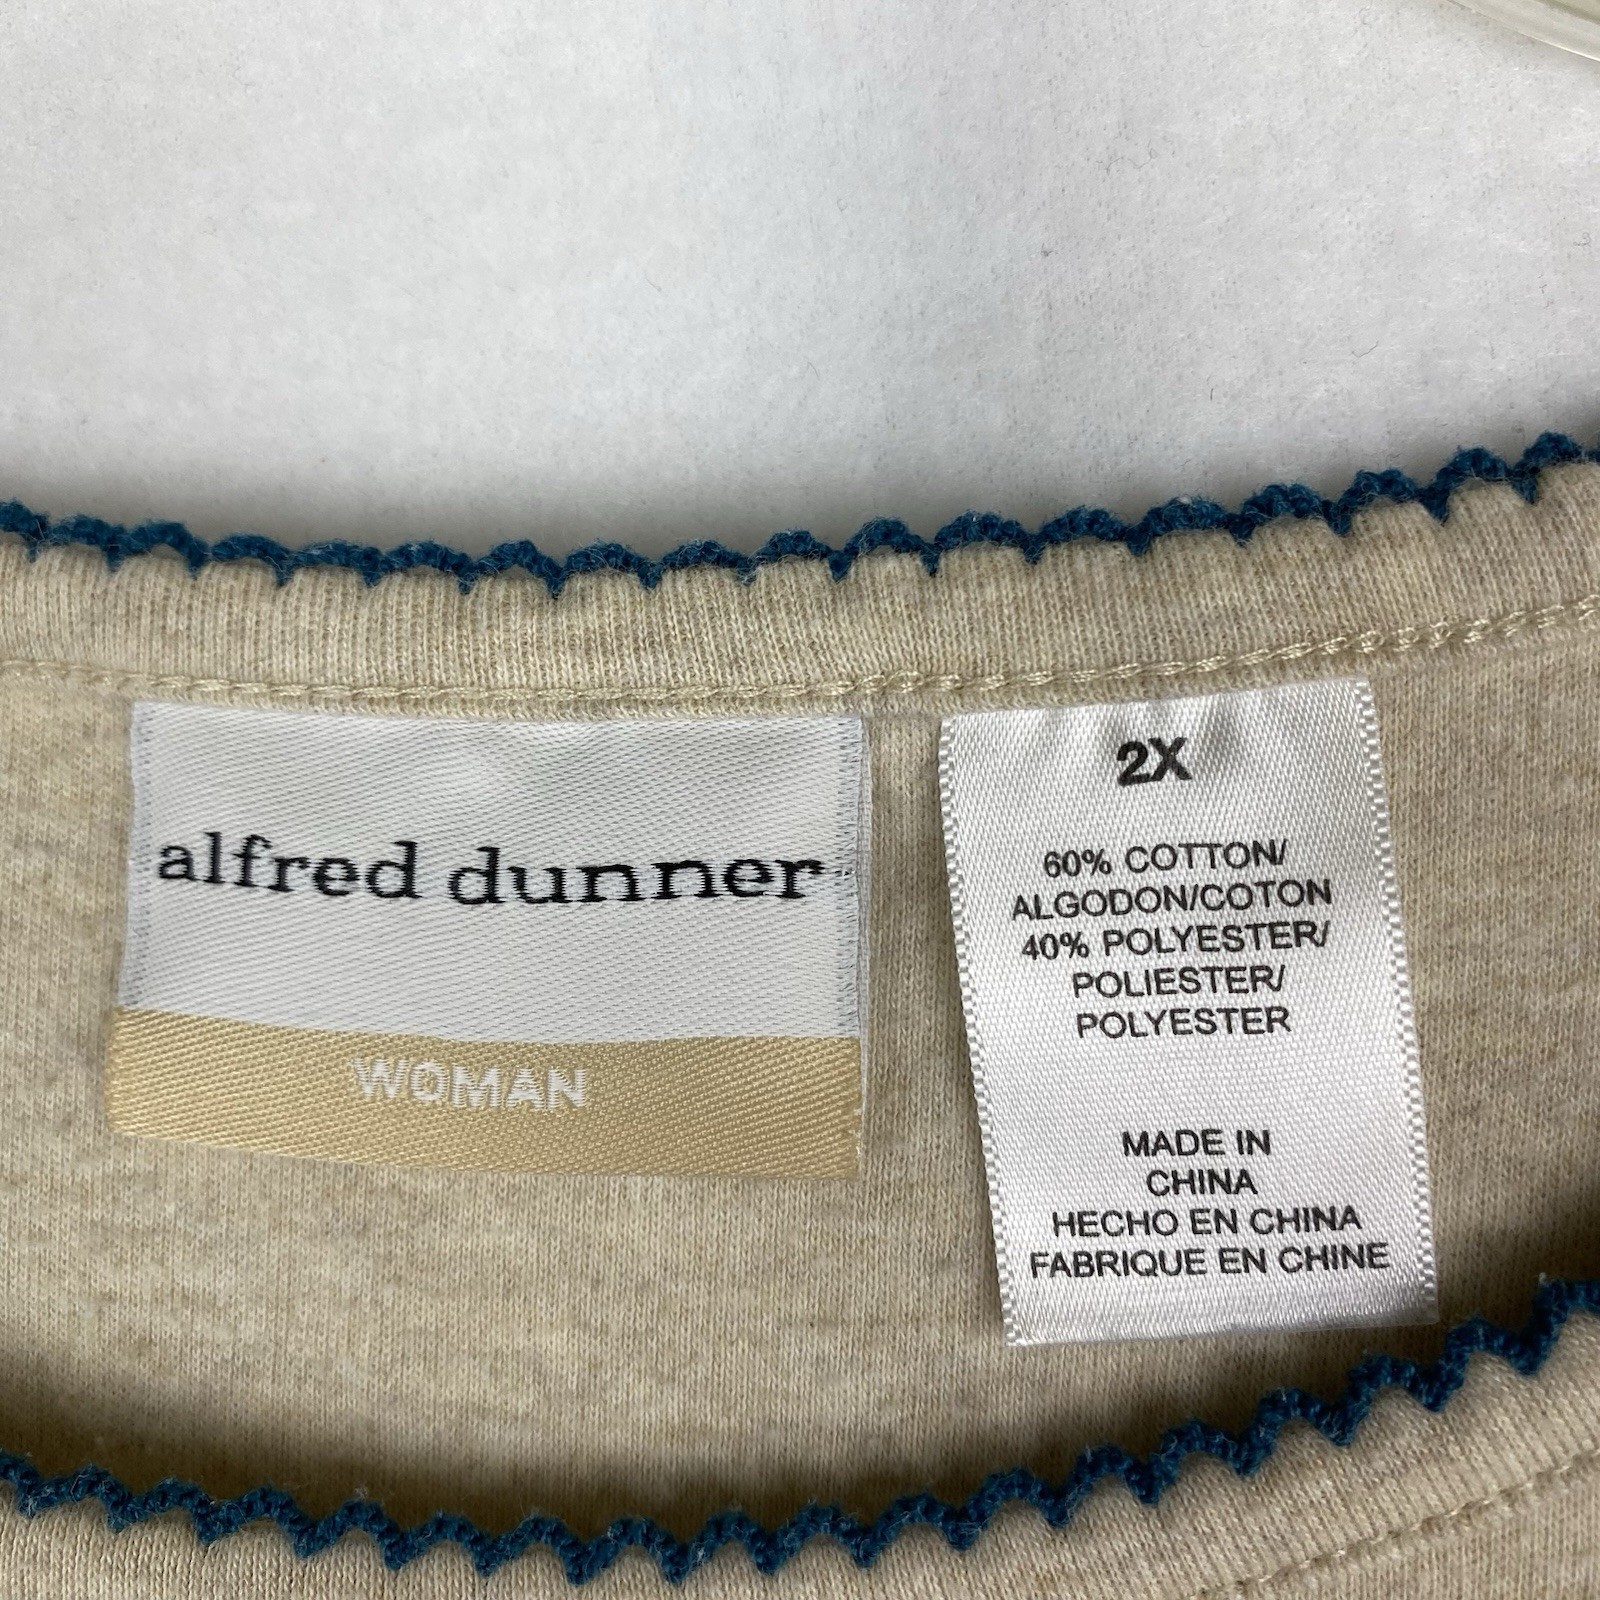 alfred dunner
WOMAN
2X
60% COTTON/
ALGODON/COTON
40% POLYESTER/
POLIESTER/
POLYESTER
MADE IN
CHINA
HECHO EN CHINA
FABRIQUE EN CHINE